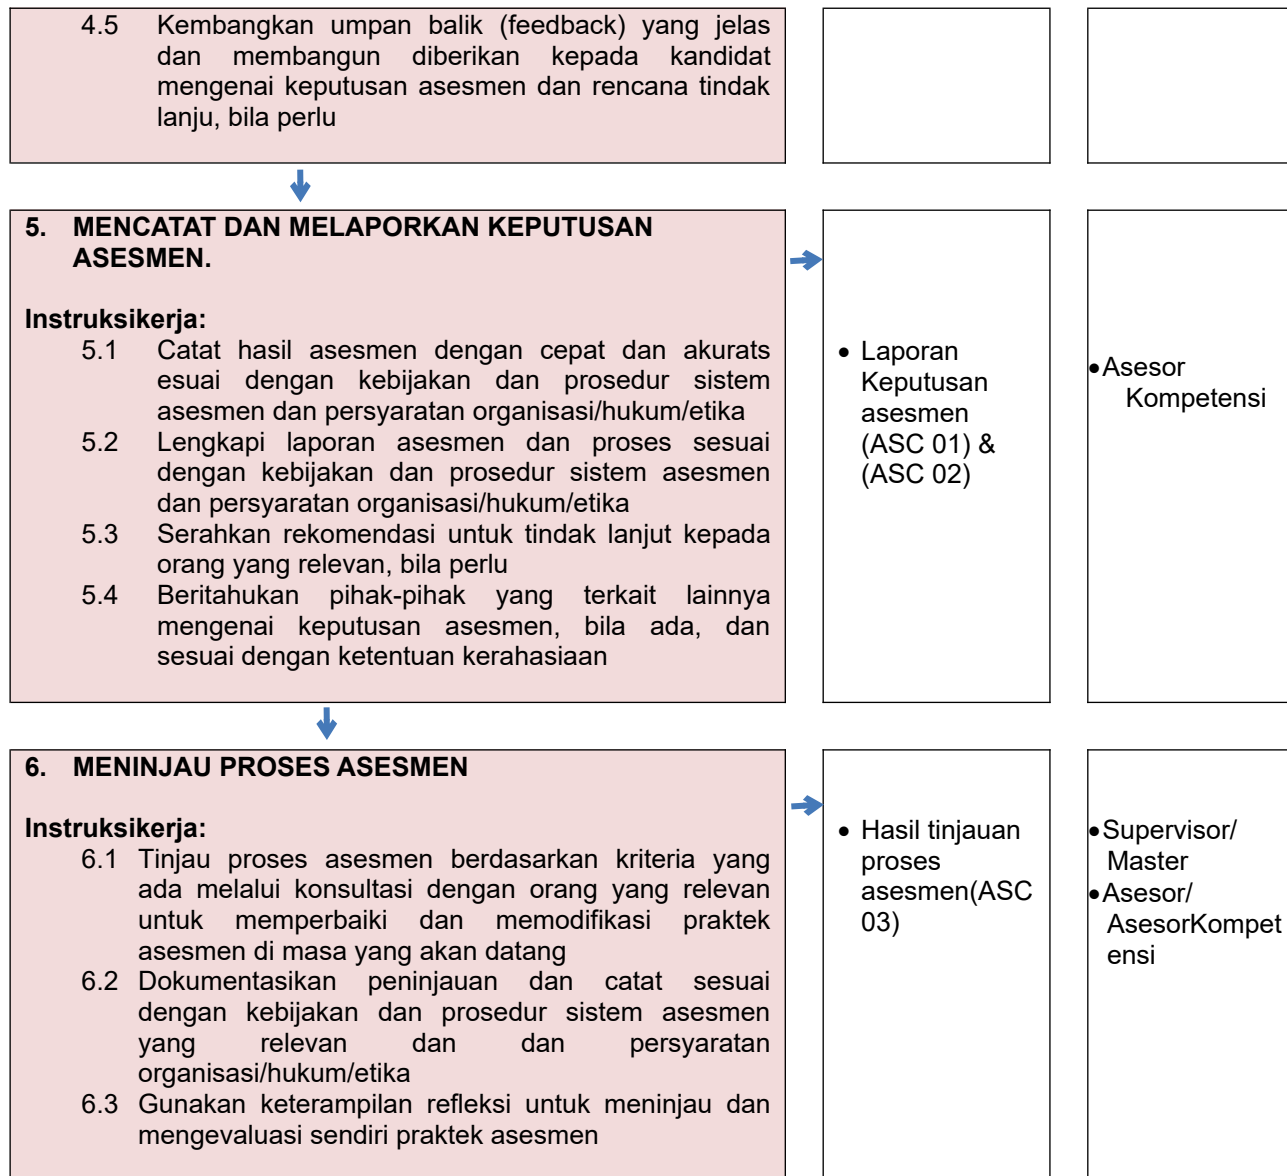 4.5 Kembangkan umpan balik (feedback) yang jelas
dan membangun diberikan kepada kandidat
mengenai keputusan asesmen dan rencana tindak
lanju, bila perlu
5. MENCATAT DAN MELAPORKAN KEPUTUSAN
ASESMEN.
Instruksikerja:
5.1 Catat hasil asesmen dengan cepat dan akurats
esuai dengan kebijakan dan prosedur sistem
asesmen dan persyaratan organisasi/hukum/etika
5.2 Lengkapi laporan asesmen dan proses sesuai
dengan kebijakan dan prosedur sistem asesmen
dan persyaratan organisasi/hukum/etika
5.3 Serahkan rekomendasi untuk tindak lanjut kepada
orang yang relevan, bila perlu
5.4 Beritahukan pihak-pihak yang terkait lainnya
mengenai keputusan asesmen, bila ada, dan
sesuai dengan ketentuan kerahasiaan
• Laporan
Keputusan
asesmen
(ASC 01) &
(ASC 02)
•Asesor
Kompetensi
6. MENINJAU PROSES ASESMEN
Instruksikerja:
6.1 Tinjau proses asesmen berdasarkan kriteria yang
ada melalui konsultasi dengan orang yang relevan
untuk memperbaiki dan memodifikasi praktek
asesmen di masa yang akan datang
6.2 Dokumentasikan peninjauan dan catat sesuai
dengan kebijakan dan prosedur sistem asesmen
yang relevan dan dan persyaratan
organisasi/hukum/etika
6.3 Gunakan keterampilan refleksi untuk meninjau dan
mengevaluasi sendiri praktek asesmen
• Hasil tinjauan
proses
asesmen(ASC
03)
•Supervisor/
Master
•Asesor/
AsesorKompet
ensi